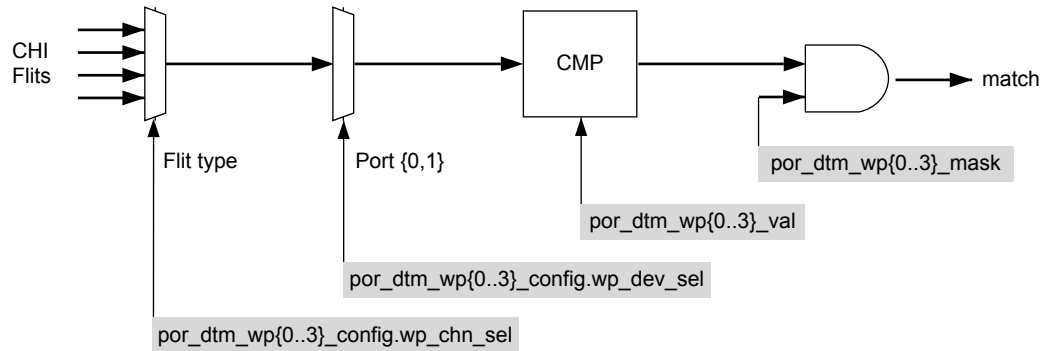 CHI
Flits
CMP
match
Flit type
Port {0,1}
por_dtm_wp{0..3}_mask
por_dtm_wp{0..3}_val
por_dtm_wp{0..3}_config.wp_dev_sel
por_dtm_wp{0..3}_config.wp_chn_sel